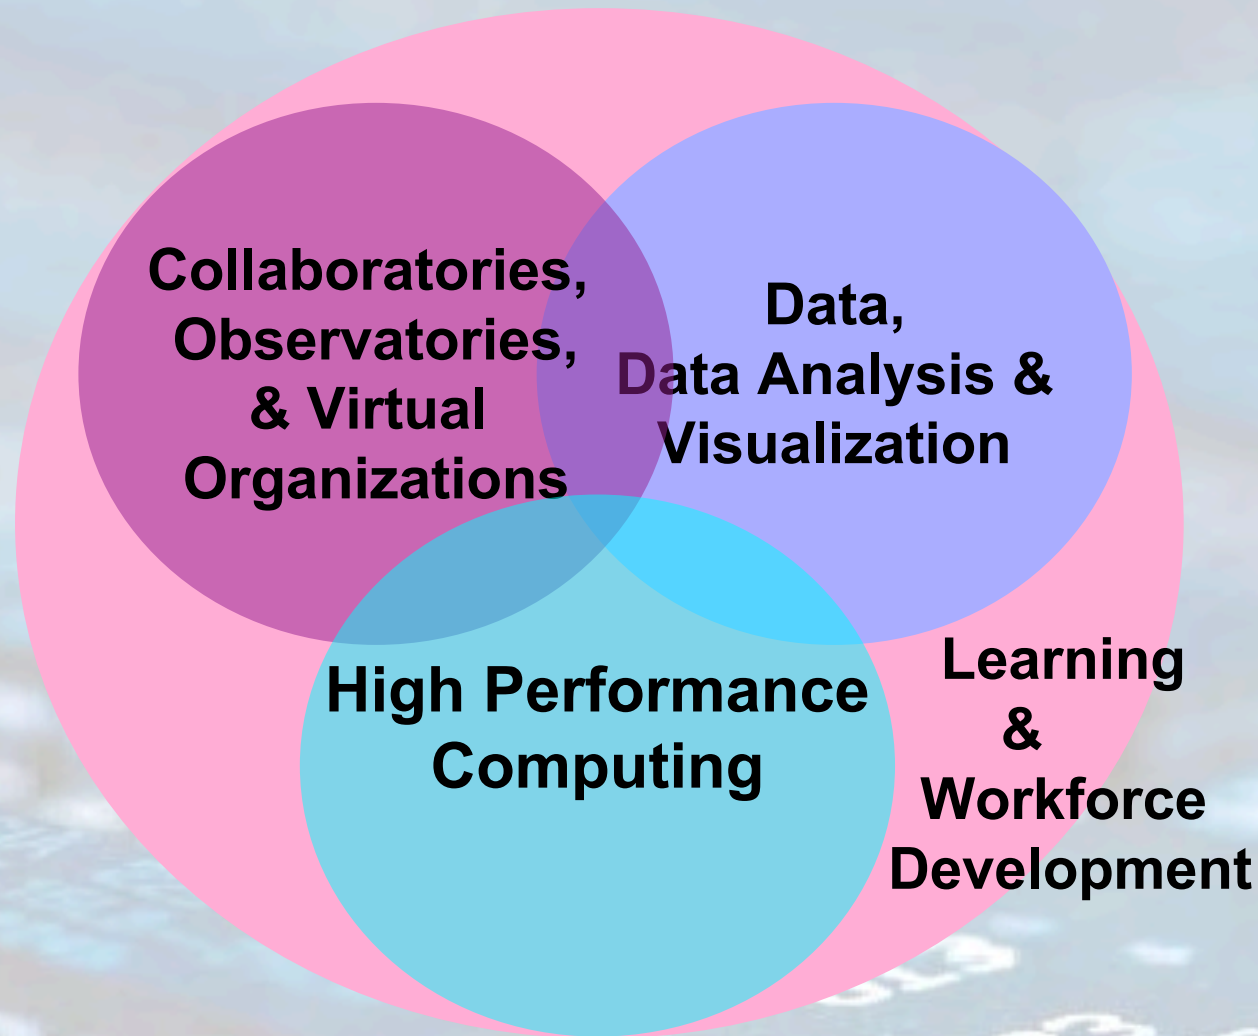 Collaboratories,
Observatories,
& Virtual
Organizations
Data,
Data Analysis &
Visualization
High Performance
Computing
Learning
&
Workforce
Development